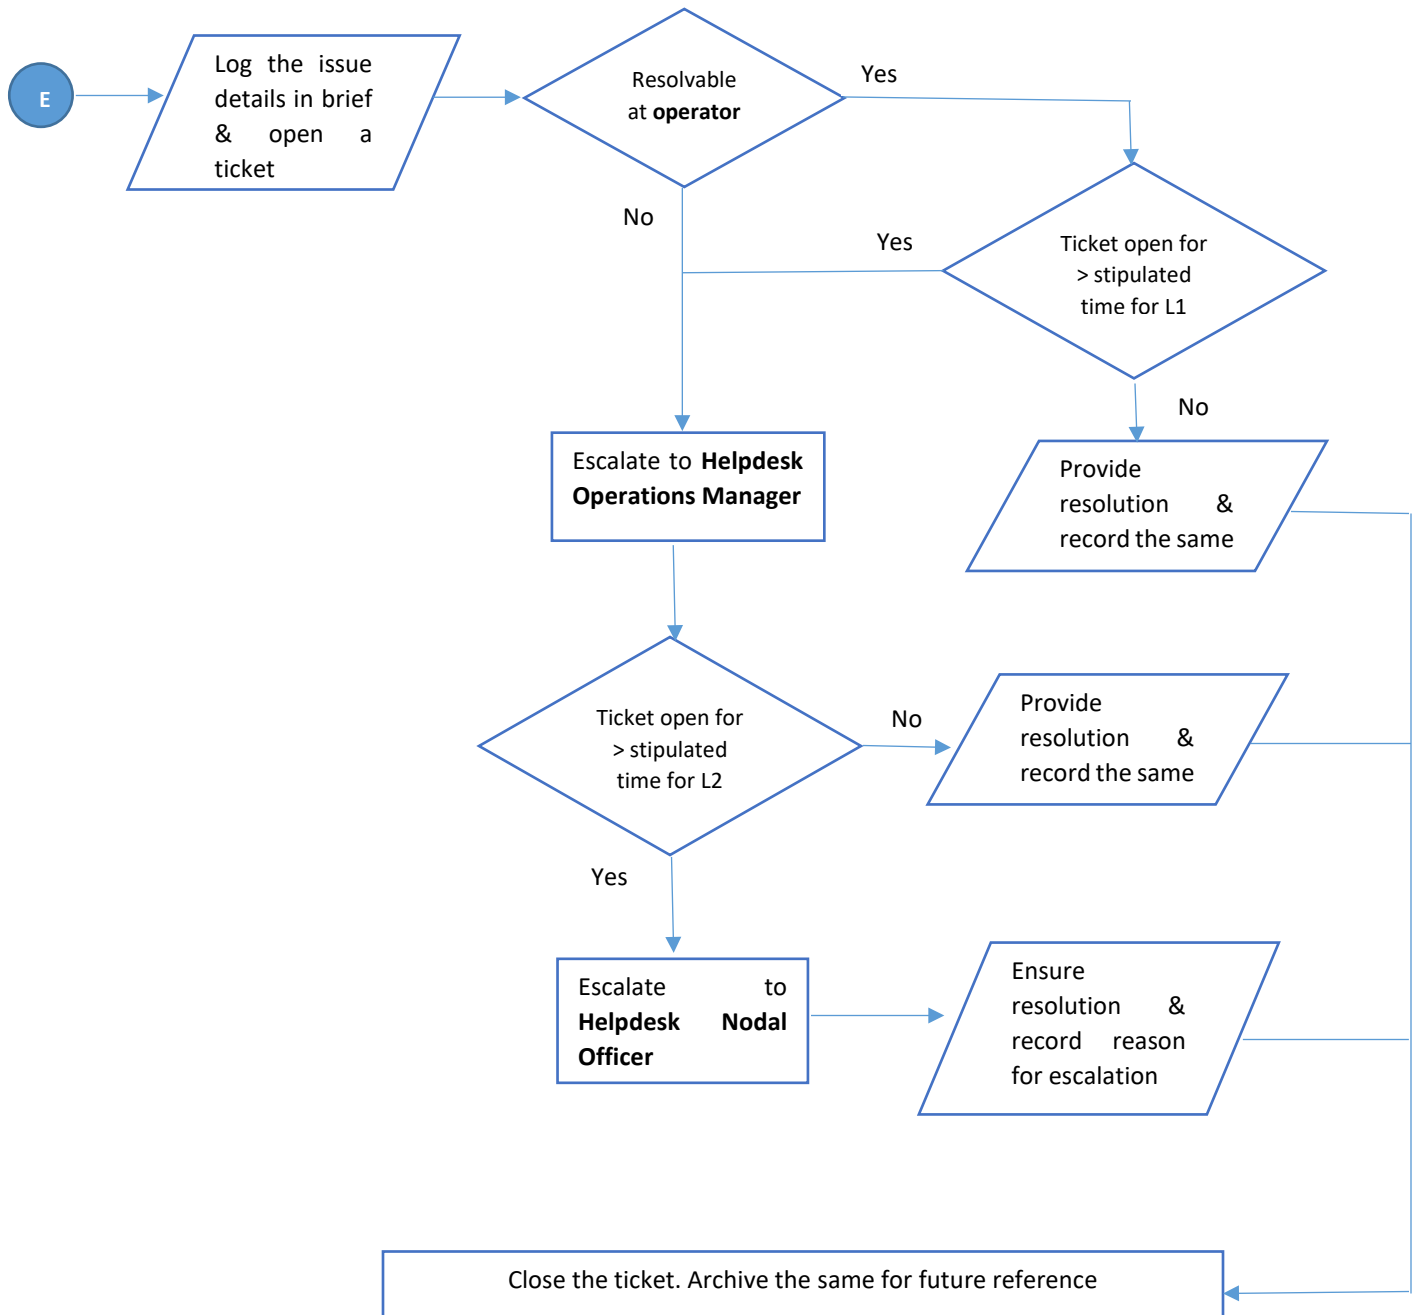 E
Log the issue
details in brief
& open a
ticket
Resolvable
at operator
Yes
No
Yes
Ticket open for
> stipulated
time for L1
No
Escalate to Helpdesk
Operations Manager
Provide
resolution &
record the same
Ticket open for
> stipulated
time for L2
No
Provide
resolution &
record the same
Yes
Escalate to
Helpdesk Nodal
Officer
Ensure
resolution &
record reason
for escalation
Close the ticket. Archive the same for future reference